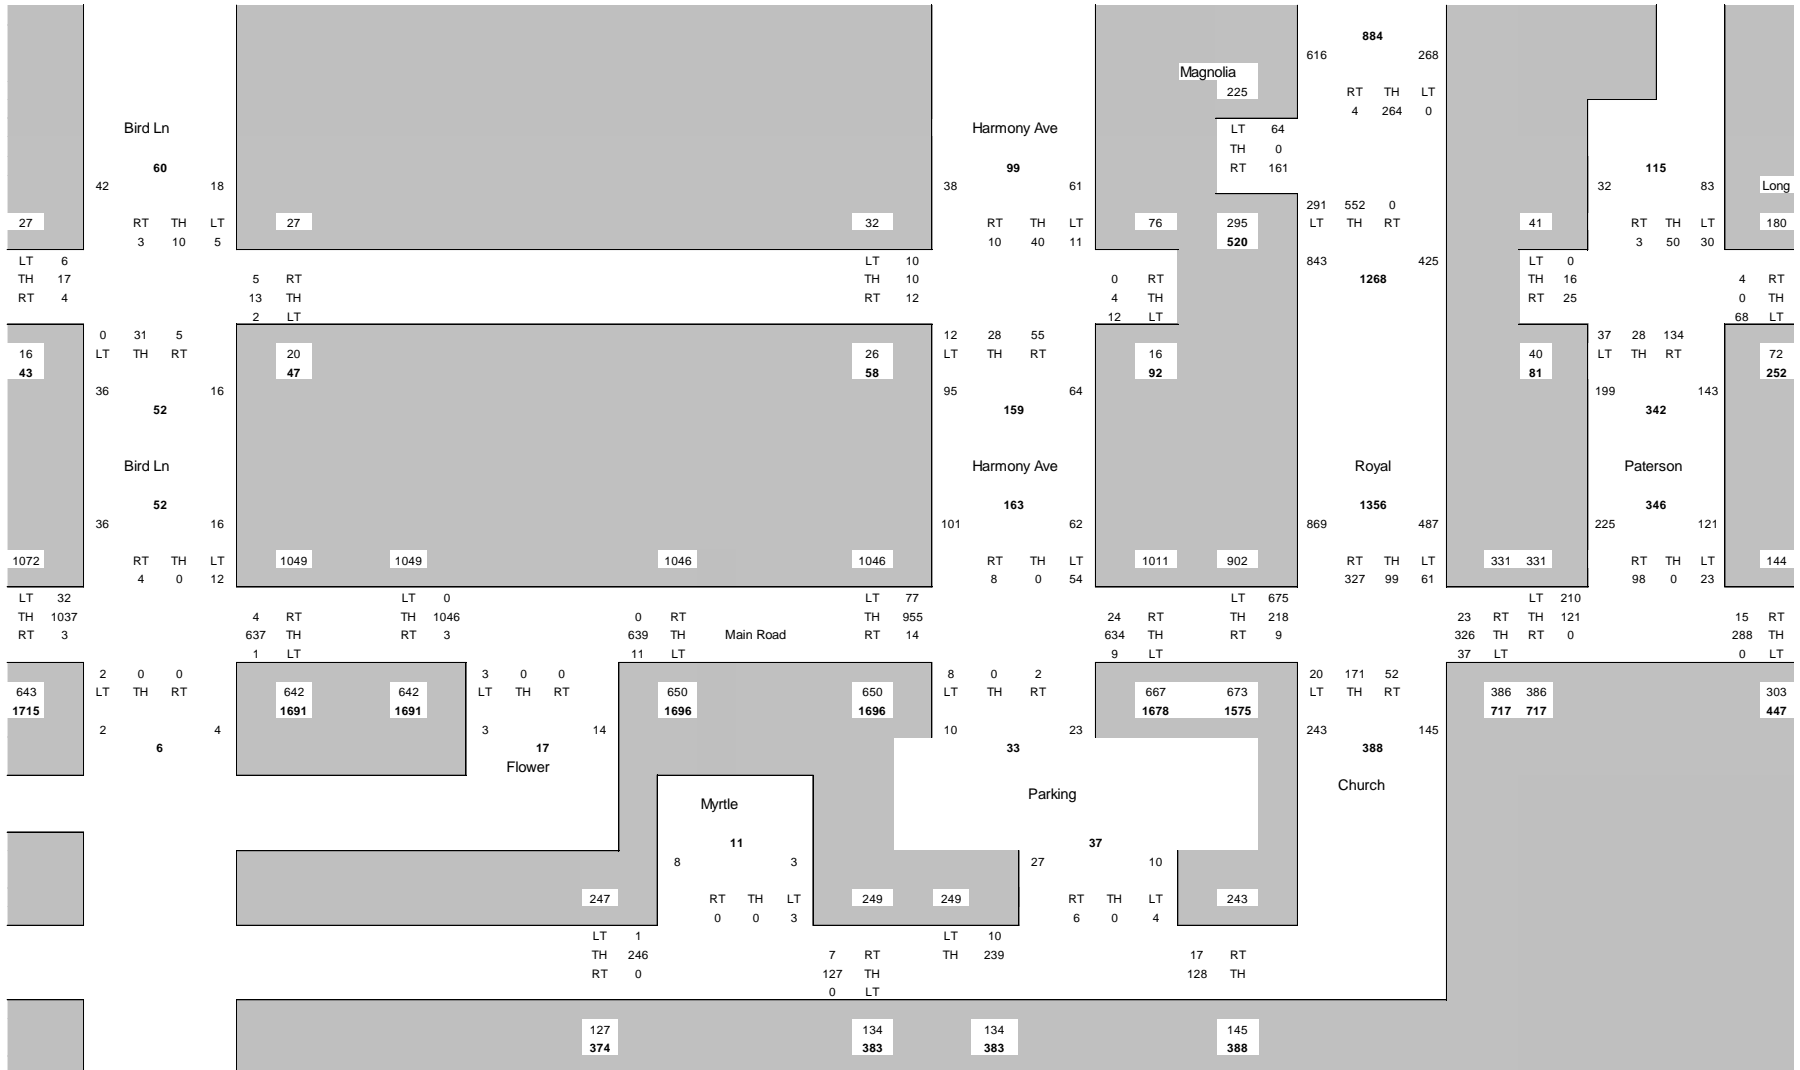 884
616 268
Magnolia
225 RT TH LT
4 264 0
Bird Ln Harmony Ave LT 64
TH 0
60 99 RT 161 115
42 18 38 61 32 83 Long
291 552 0
27 RT TH LT 27 32 RT TH LT 76 295 LT TH RT 41 RT TH LT 180
3 10 5 10 40 11 520 3 50 30
LT 6 LT 10 843 425 LT 0
TH 17 5 RT TH 10 0 RT 1268 TH 16 4 RT
RT 4 13 TH RT 12 4 TH RT 25 0 TH
2 LT 12 LT 68 LT
0 31 5 12 28 55 37 28 134
16 LT TH RT 20 26 LT TH RT 16 40 LT TH RT 72
43 47 58 92 81 252
36 16 95 64 199 143
52 159 342
Bird Ln Harmony Ave Royal Paterson
52 163 1356 346
36 16 101 62 869 487 225 121
1072 RT TH LT 1049 1049 1046 1046 RT TH LT 1011 902 RT TH LT 331 331 RT TH LT 144
4 0 12 8 0 54 327 99 61 98 0 23
LT 32 LT 0 LT 77 LT 675 LT 210
TH 1037 4 RT TH 1046 0 RT TH 955 24 RT TH 218 23 RT TH 121 15 RT
RT 3 637 TH RT 3 639 TH Main Road RT 14 634 TH RT 9 326 TH RT 0 288 TH
1 LT 11 LT 9 LT 37 LT 0 LT
2 0 0 3 0 0 8 0 2 20 171 52
643 LT TH RT 642 642 LT TH RT 650 650 LT TH RT 667 673 LT TH RT 386 386 303
1715 1691 1691 1696 1696 1678 1575 717 717 447
2 4 3 14 10 23 243 145
6 17 33 388
Flower
Church
Parking
Myrtle
11 37
8 3 27 10
247 RT TH LT 249 249 RT TH LT 243
0 0 3 6 0 4
LT 1 LT 10
TH 246 7 RT TH 239 17 RT
RT 0 127 TH 128 TH
0 LT
127 134 134 145
374 383 383 388